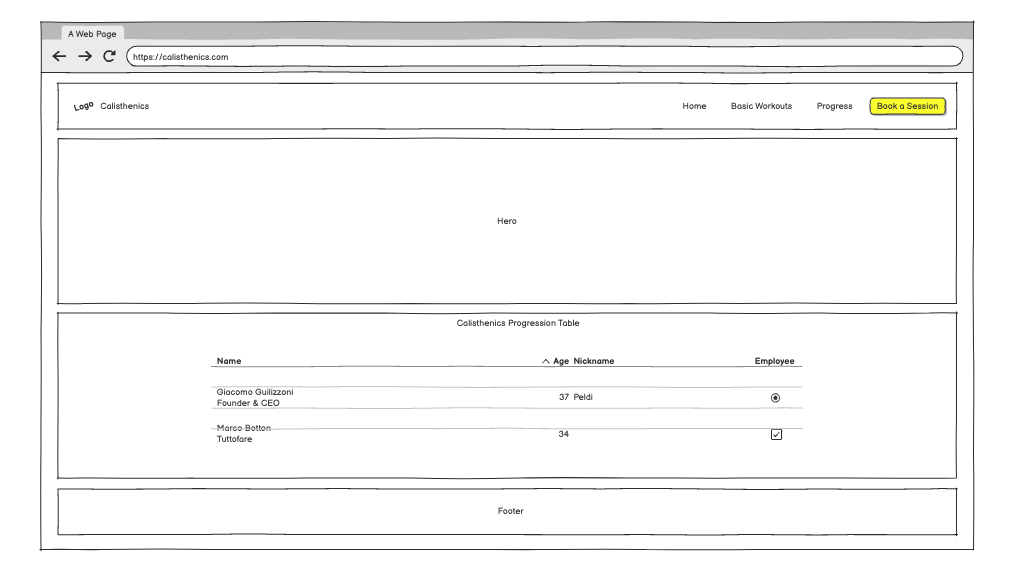 A Web Page
https://calisthenics.com
Logo Calisthenics Home Basic Workouts Progress Book a Session
Hero
Calisthenics Progression Table
Name Age Nickname Employee
Giacomo Guilizzoni
Founder & CEO
37 Peldi
Marco Botton
Tuttofare
34
Footer